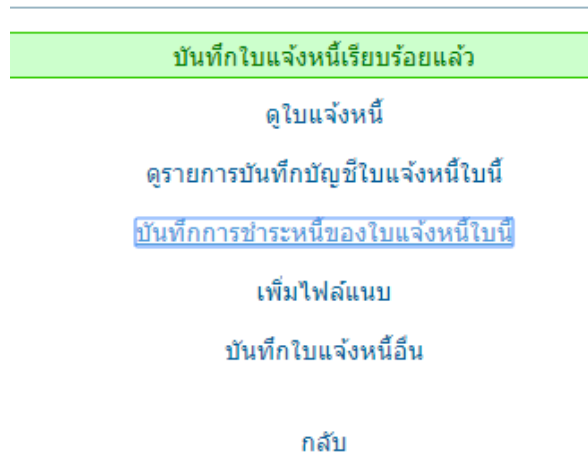 บันทึกใบแจ้งหนี้เรียบร้อยแล้ว
ดูใบแจ้งหนี้
ดูรายการบันทึกบัญชีใบแจ้งหนี้ใบนี้
บันทึกการชำระหนี้ของใบแจ้งหนี้ใบนี้
เพิ่มไฟล์แนบ
บันทึกใบแจ้งหนี้อื่น
กลับ